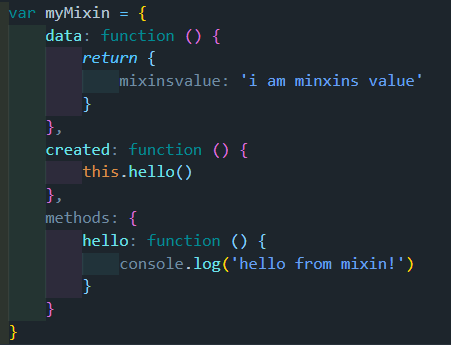 var myMixin = {
    data: function () {
        return {
            mixinsvalue: 'i am minxins value'
        }
    },
    created: function () {
        this.hello()
    },
    methods: {
        hello: function () {
            console.log('hello from mixin!')
        }
    }
}